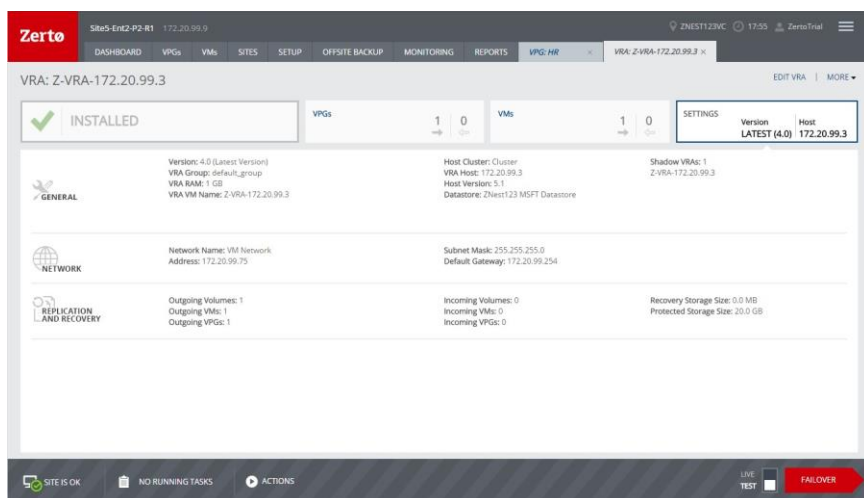 Zertø
Site5-Ent2-P2-R1 172.20.99.9
ZNEST123VC 17:55 ZertoTrial
DASHBOARD VPGs VMs SITES SETUP OFFSITE BACKUP MONITORING REPORTS VPG: HR × VRA: Z-VRA-172.20.99.3 ×
VRA: Z-VRA-172.20.99.3
EDIT VRA | MORE
INSTALLED
VPGs
1 0
VMs
1 0
SETTINGS
Version Host
LATEST (4.0) 172.20.99.3
GENERAL
Version: 4.0 (Latest Version)
VRA Group: default_group
VRA RAM: 1 GB
VRA VM Name: Z-VRA-172.20.99.3
Host Cluster: Cluster
VRA Host: 172.20.99.3
Host Version: 5.1
Datastore: ZNest123 MSFT Datastore
Shadow VRAs: 1
Z-VRA-172.20.99.3
NETWORK
Network Name: VM Network
Address: 172.20.99.75
Subnet Mask: 255.255.255.0
Default Gateway: 172.20.99.254
REPLICATION
AND RECOVERY
Outgoing Volumes: 1
Outgoing VMs: 1
Outgoing VPGs: 1
Incoming Volumes: 0
Incoming VMs: 0
Incoming VPGs: 0
Recovery Storage Size: 0.0 MB
Protected Storage Size: 20.0 GB
SITE IS OK
NO RUNNING TASKS
ACTIONS
LIVE
TEST
FAILOVER